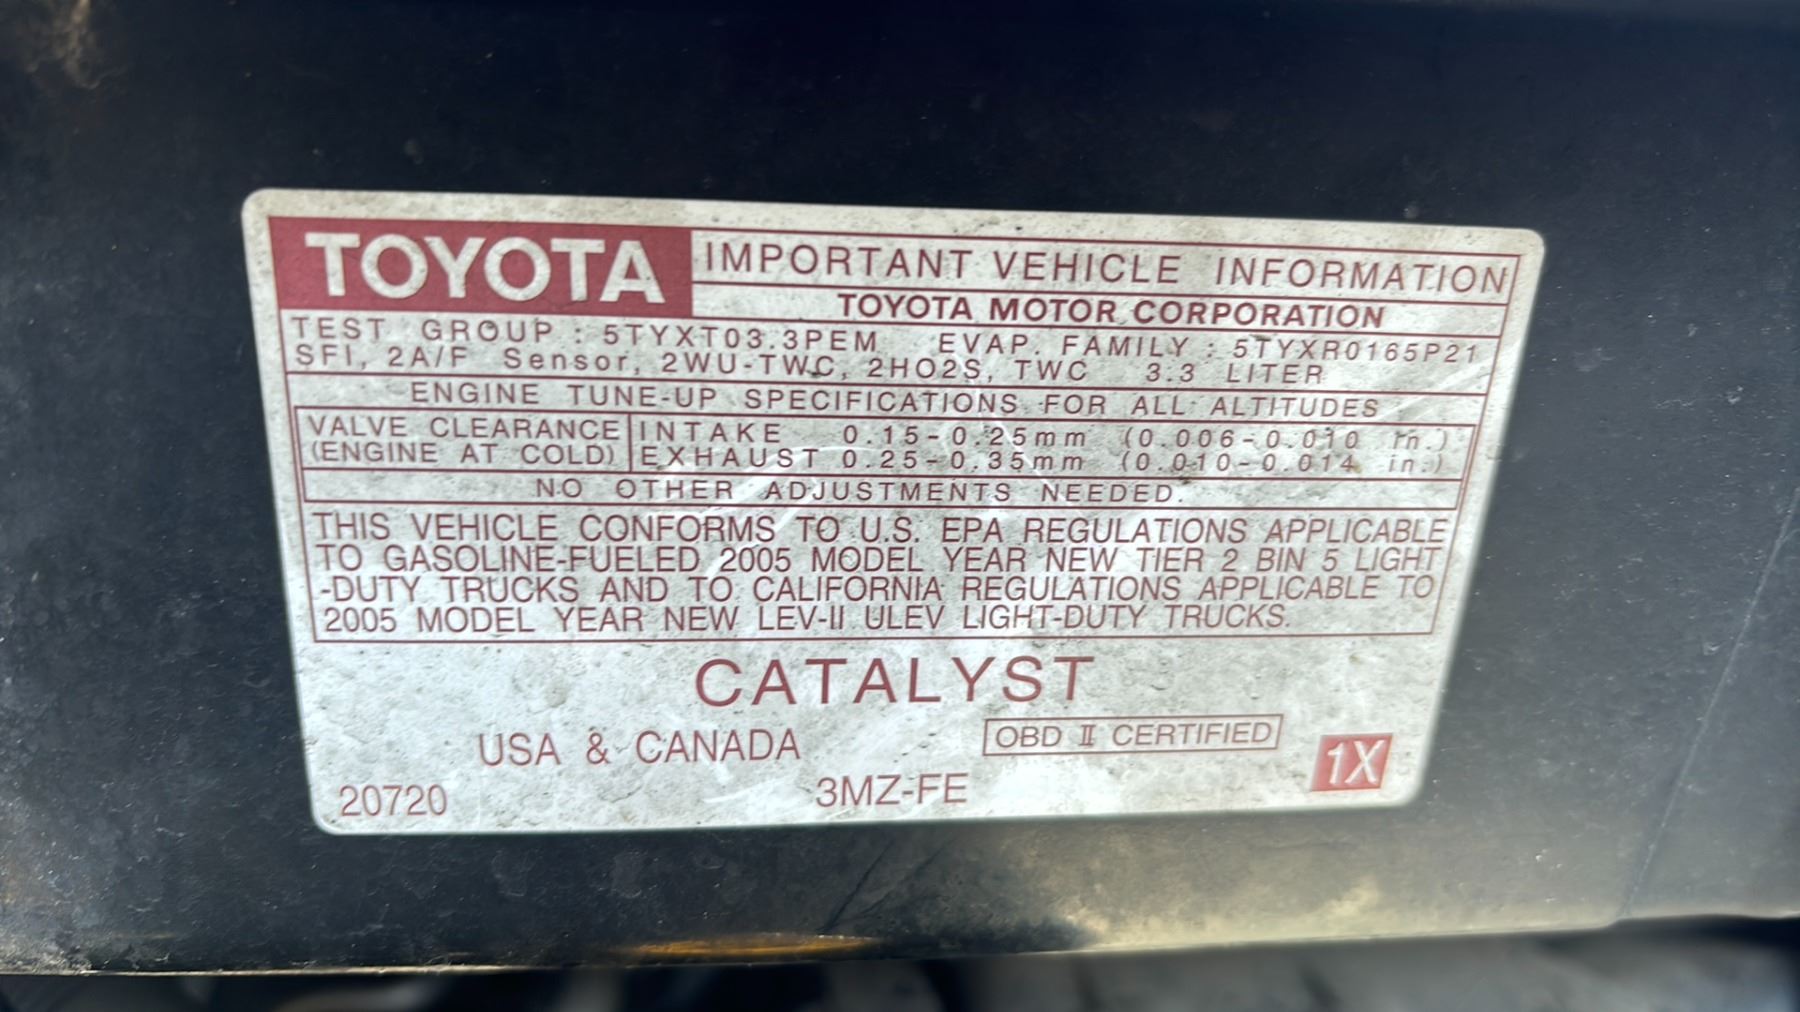 TOYOTA IMPORTANT VEHICLE INFORMATION
TOYOTA MOTOR CORPORATION
TEST GROUP : 5TYXT03.3PEM EVAP. FAMILY : 5TYXR0165P21
SFI, 2A/F Sensor, 2WU-TWC, 2HO2S, TWC 3.3 LITER
ENGINE TUNE-UP SPECIFICATIONS FOR ALL ALTITUDES
VALVE CLEARANCE INTAKE 0.15-0.25mm (0.006-0.010 in.)
(ENGINE AT COLD) EXHAUST 0.25-0.35mm (0.010-0.014 in.)
NO OTHER ADJUSTMENTS NEEDED.
THIS VEHICLE CONFORMS TO U.S. EPA REGULATIONS APPLICABLE
TO GASOLINE-FUELED 2005 MODEL YEAR NEW TIER 2 BIN 5 LIGHT
-DUTY TRUCKS AND TO CALIFORNIA REGULATIONS APPLICABLE TO
2005 MODEL YEAR NEW LEV-II ULEV LIGHT-DUTY TRUCKS.
CATALYST
USA & CANADA OBD II CERTIFIED
20720 3MZ-FE 1X